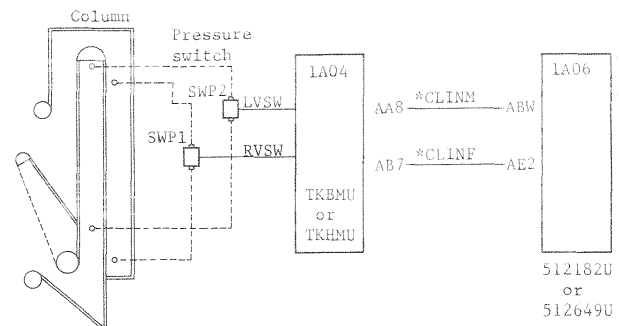 Column
Pressure
switch
SWP2
LVSW
SWP1
RVSW
1A04
TKBMU
or
TKHMU
AA8
*CLINM
ABW
AB7
*CLINF
AE2
1A06
512182U
or
512649U